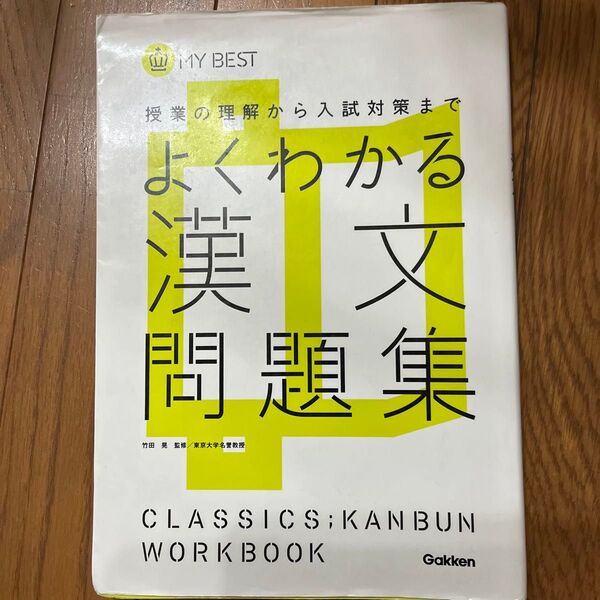 MY BEST
授業の理解から入試対策まで
よくわかる
漢文
問題集
竹田 晃 監修/東京大学名誉教授
CLASSICS;KANBUN
WORKBOOK
Gakken